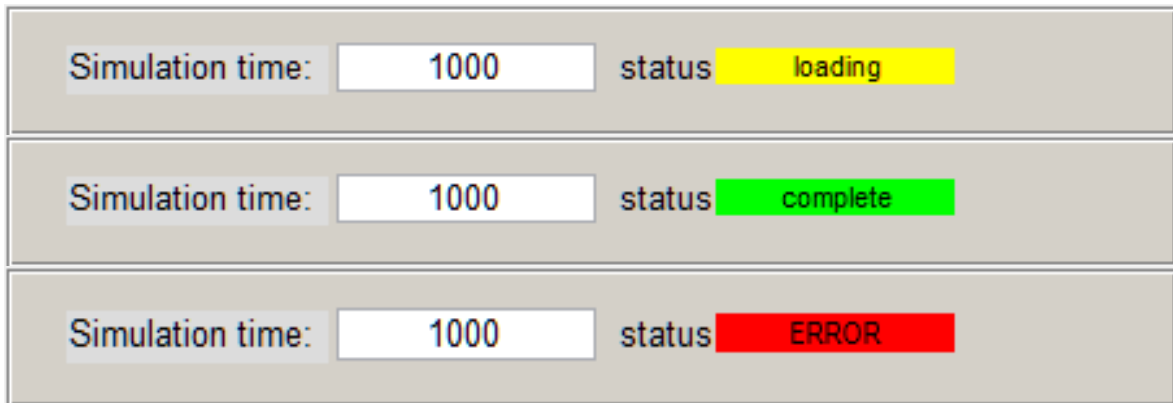 Simulation time: 1000 status loading
Simulation time: 1000 status complete
Simulation time: 1000 status ERROR